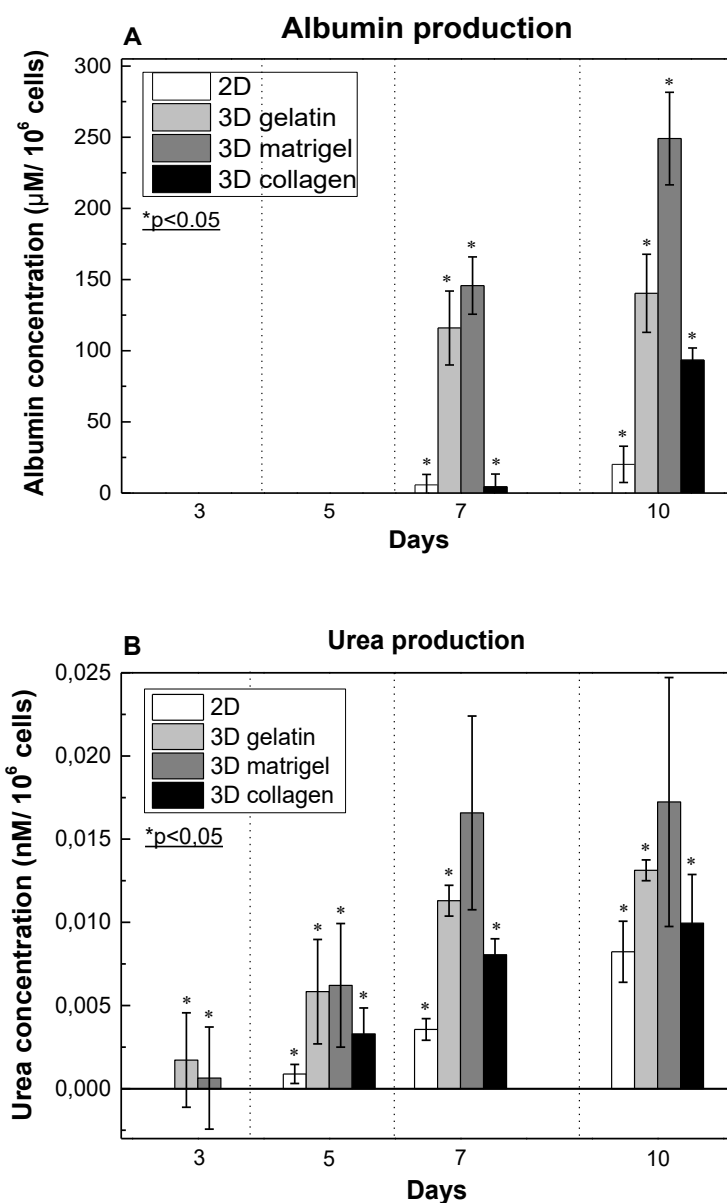 A
Albumin production
Albumin concentration (μM/ 10⁶ cells)
300
250
200
150
100
50
0
2D
3D gelatin
3D matrigel
3D collagen
*p<0.05
* * * *
* * * *
3 5 7 10
Days
B
Urea production
Urea concentration (nM/ 10⁶ cells)
0,025
0,020
0,015
0,010
0,005
0,000
2D
3D gelatin
3D matrigel
3D collagen
*p<0,05
* *
* * * *
* * *
* * *
3 5 7 10
Days